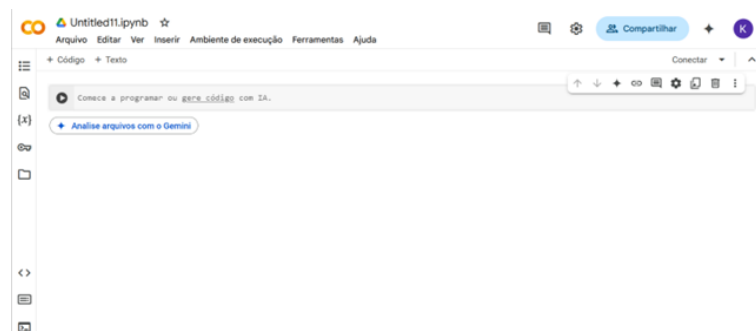 CO Untitled11.ipynb
Arquivo Editar Ver Inserir Ambiente de execução Ferramentas Ajuda
Compartilhar
K
+ Código + Texto
Conectar
Comece a programar ou gere código com IA.
{x}
Analise arquivos com o Gemini
<>